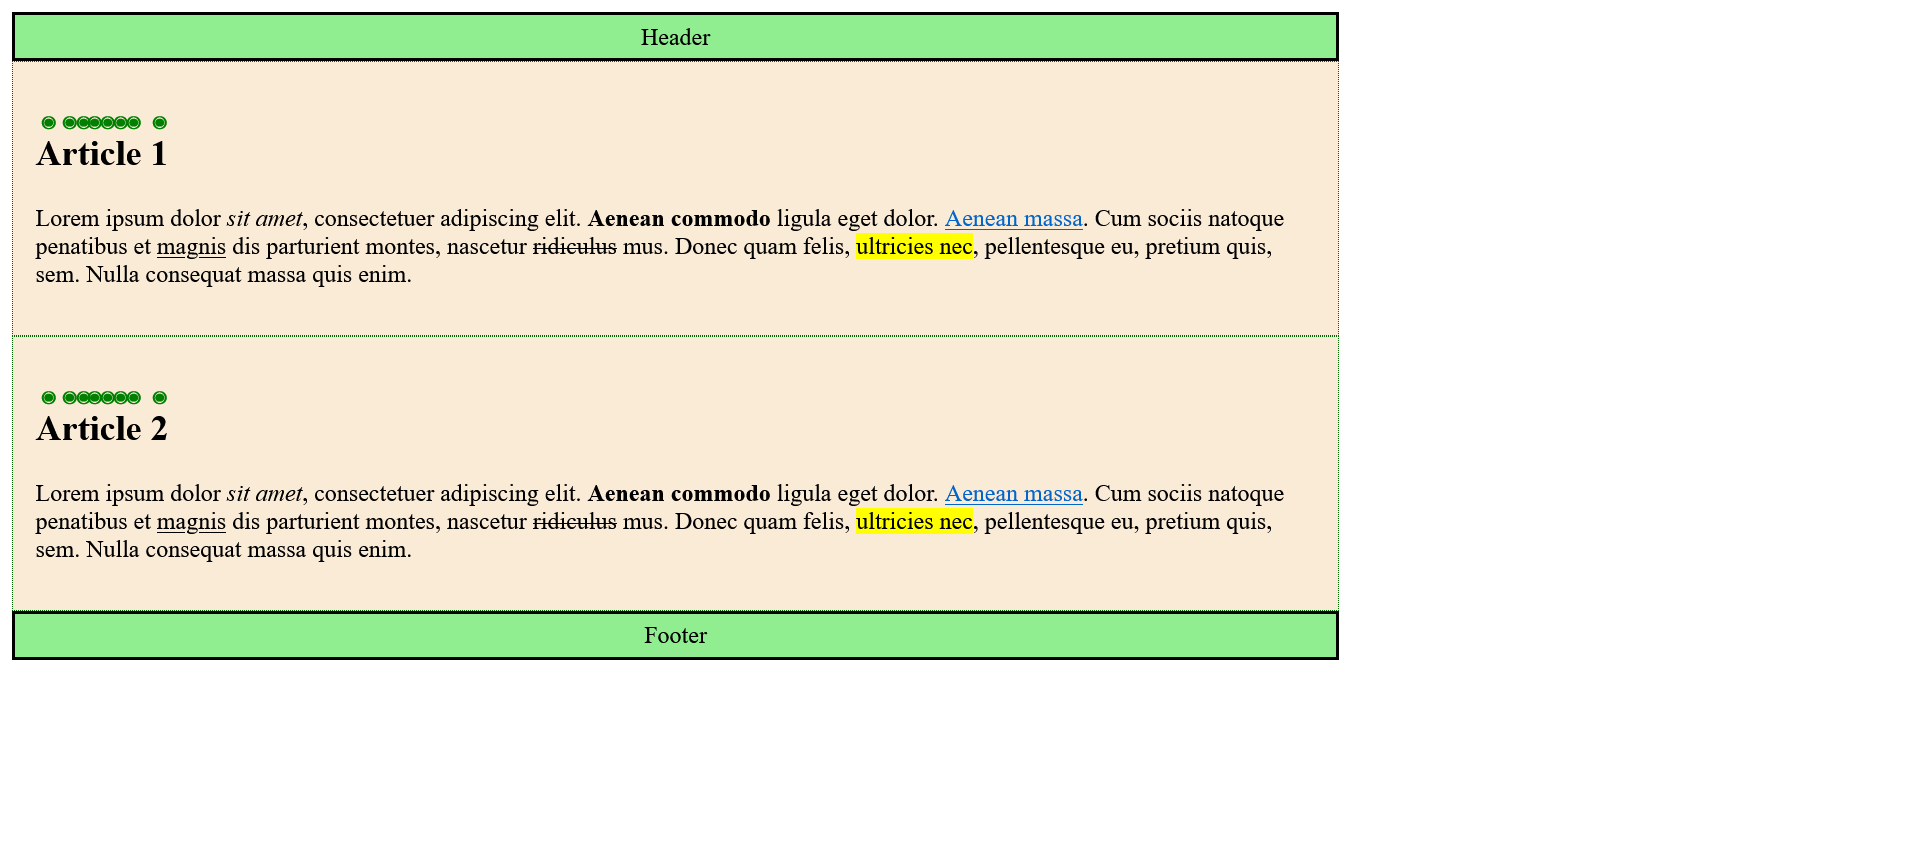 Header
Article 1
Lorem ipsum dolor sit amet, consectetuer adipiscing elit. Aenean commodo ligula eget dolor. Aenean massa. Cum sociis natoque
penatibus et magnis dis parturient montes, nascetur ridiculus mus. Donec quam felis, ultricies nec, pellentesque eu, pretium quis,
sem. Nulla consequat massa quis enim.
Article 2
Lorem ipsum dolor sit amet, consectetuer adipiscing elit. Aenean commodo ligula eget dolor. Aenean massa. Cum sociis natoque
penatibus et magnis dis parturient montes, nascetur ridiculus mus. Donec quam felis, ultricies nec, pellentesque eu, pretium quis,
sem. Nulla consequat massa quis enim.
Footer